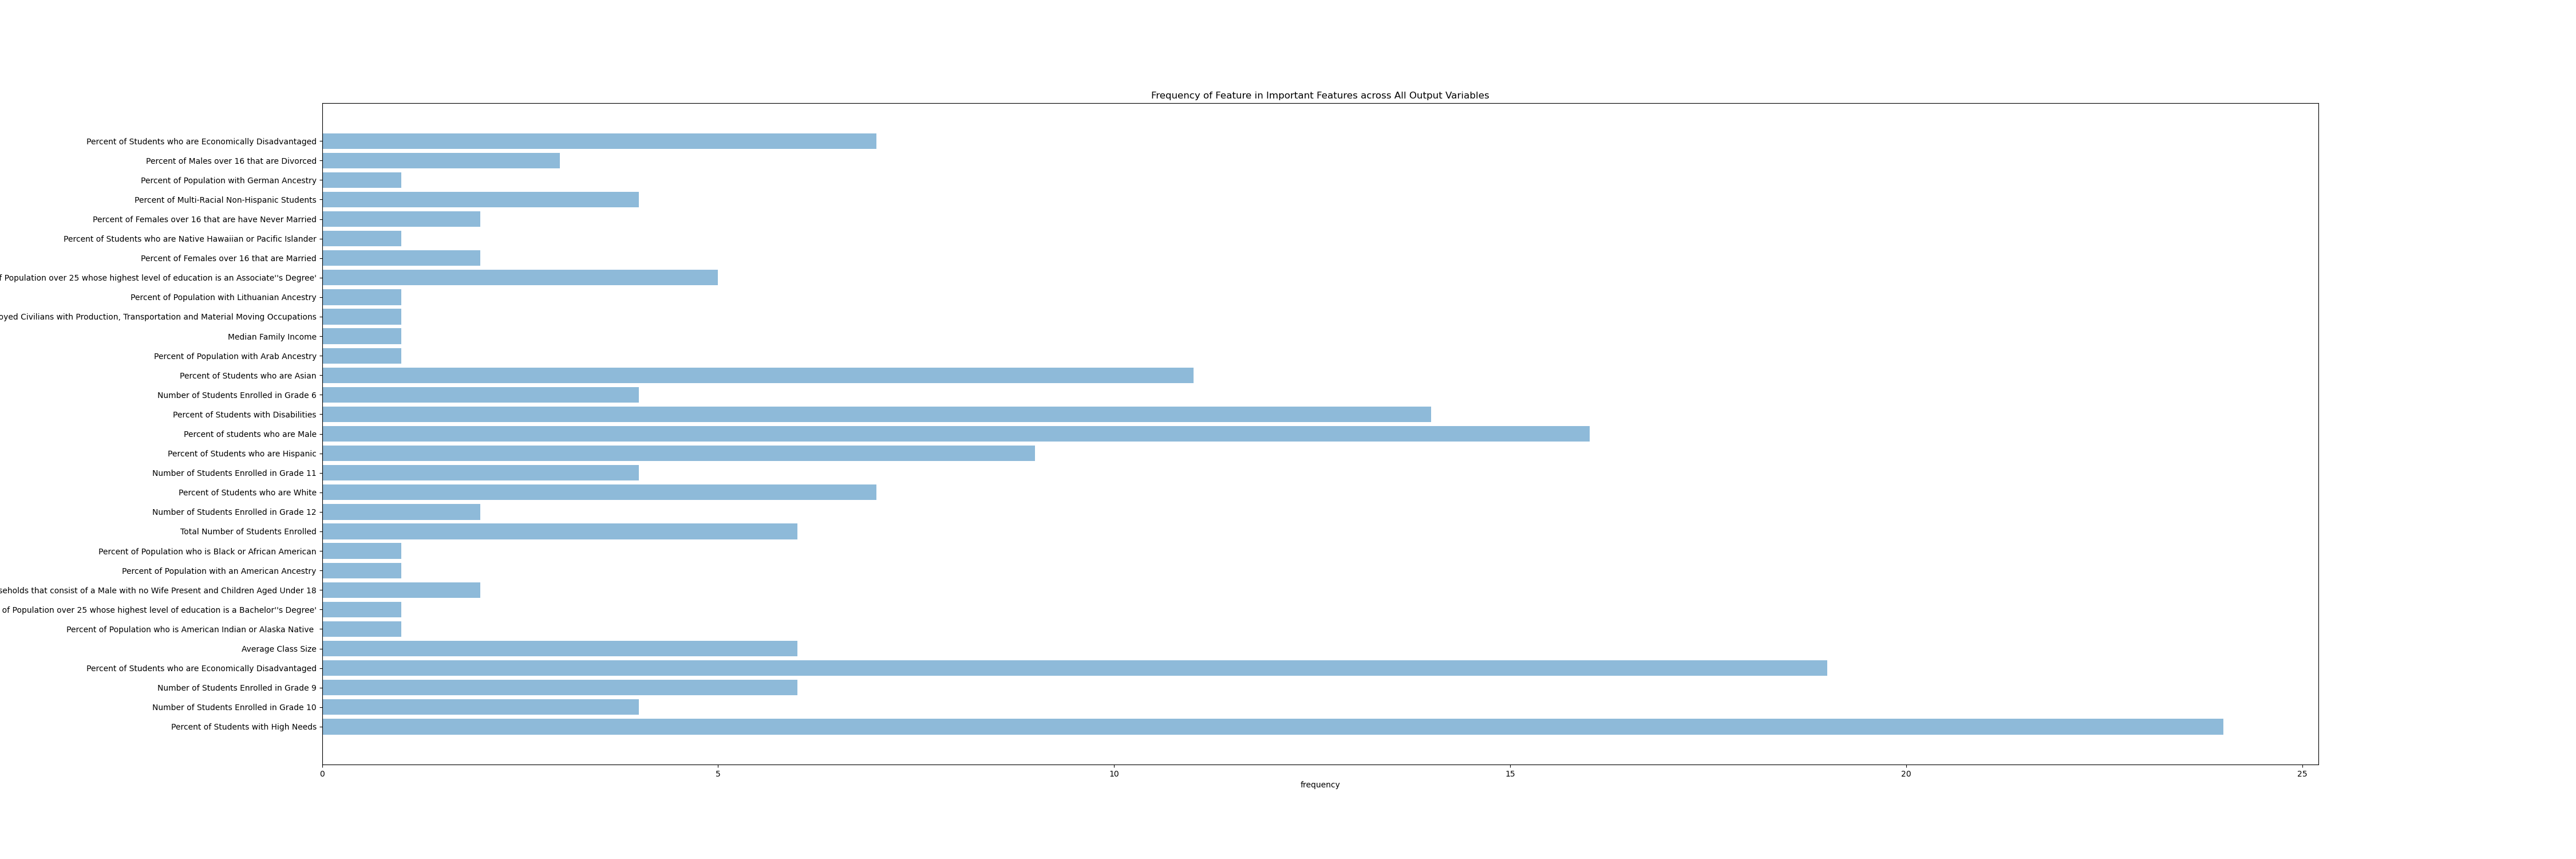 Frequency of Feature in Important Features across All Output Variables
Percent of Students who are Economically Disadvantaged
Percent of Males over 16 that are Divorced
Percent of Population with German Ancestry
Percent of Multi-Racial Non-Hispanic Students
Percent of Females over 16 that are have Never Married
Percent of Students who are Native Hawaiian or Pacific Islander
Percent of Females over 16 that are Married
Population over 25 whose highest level of education is an Associate''s Degree'
Percent of Population with Lithuanian Ancestry
Civilians with Production, Transportation and Material Moving Occupations
Median Family Income
Percent of Population with Arab Ancestry
Percent of Students who are Asian
Number of Students Enrolled in Grade 6
Percent of Students with Disabilities
Percent of students who are Male
Percent of Students who are Hispanic
Number of Students Enrolled in Grade 11
Percent of Students who are White
Number of Students Enrolled in Grade 12
Total Number of Students Enrolled
Percent of Population who is Black or African American
Percent of Population with an American Ancestry
that consist of a Male with no Wife Present and Children Aged Under 18
of Population over 25 whose highest level of education is a Bachelor''s Degree'
Percent of Population who is American Indian or Alaska Native
Average Class Size
Percent of Students who are Economically Disadvantaged
Number of Students Enrolled in Grade 9
Number of Students Enrolled in Grade 10
Percent of Students with High Needs
0 5 10 15 20 25
frequency